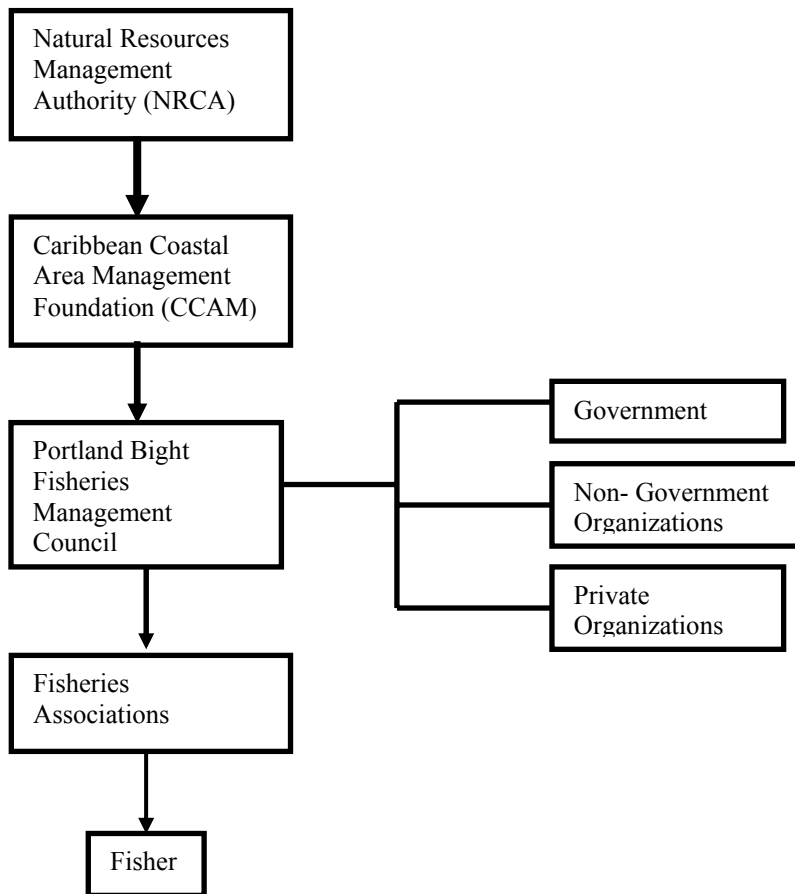 Natural Resources
Management
Authority (NRCA)
Caribbean Coastal
Area Management
Foundation (CCAM)
Portland Bight
Fisheries
Management
Council
Government
Non- Government
Organizations
Private
Organizations
Fisheries
Associations
Fisher